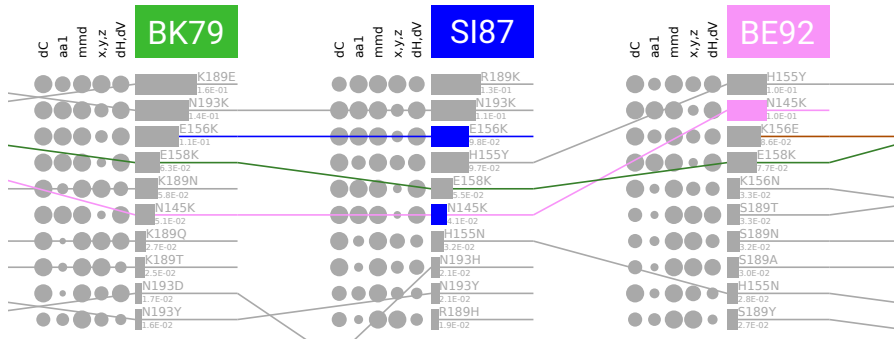 dC aa1 mmd x,y,z dH,dV BK79
K189E
1.6E-01
N193K
1.4E-01
E156K
1.1E-01
E158K
6.3E-02
K189N
5.8E-02
N145K
5.1E-02
K189Q
2.7E-02
K189T
2.5E-02
N193D
1.7E-02
N193Y
1.6E-02
dC aa1 mmd x,y,z dH,dV SI87
R189K
1.3E-01
N193K
1.1E-01
E156K
9.8E-02
H155Y
9.7E-02
E158K
5.5E-02
N145K
4.1E-02
H155N
3.2E-02
N193H
2.1E-02
N193Y
2.1E-02
R189H
1.9E-02
dC aa1 mmd x,y,z dH,dV BE92
H155Y
1.0E-01
N145K
1.0E-01
K156E
8.6E-02
E158K
7.7E-02
K156N
3.3E-02
S189T
3.3E-02
S189N
3.2E-02
S189A
3.0E-02
H155N
2.8E-02
S189Y
2.7E-02